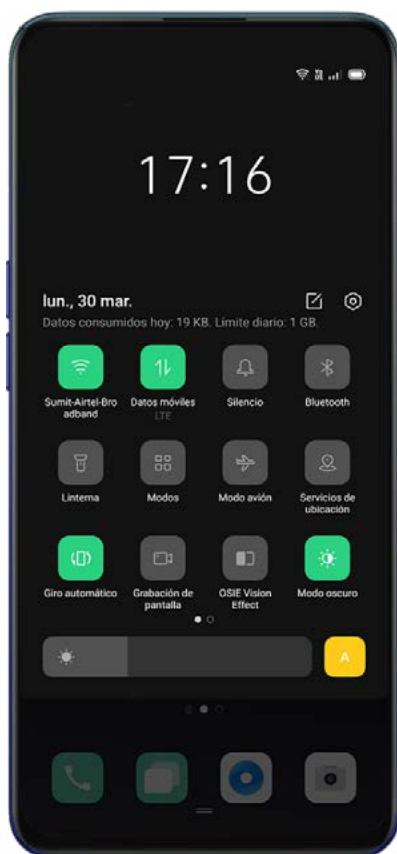 17:16
lun., 30 mar.
Datos consumidos hoy: 19 KB. Límite diario: 1 GB.
Sumit-Airtel-Bro
adband
Datos móviles
LTE
Silencio
Bluetooth
Linterna
Modos
Modo avión
Servicios de
ubicación
Giro automático
Grabación de
pantalla
OSIE Vision
Effect
Modo oscuro
A